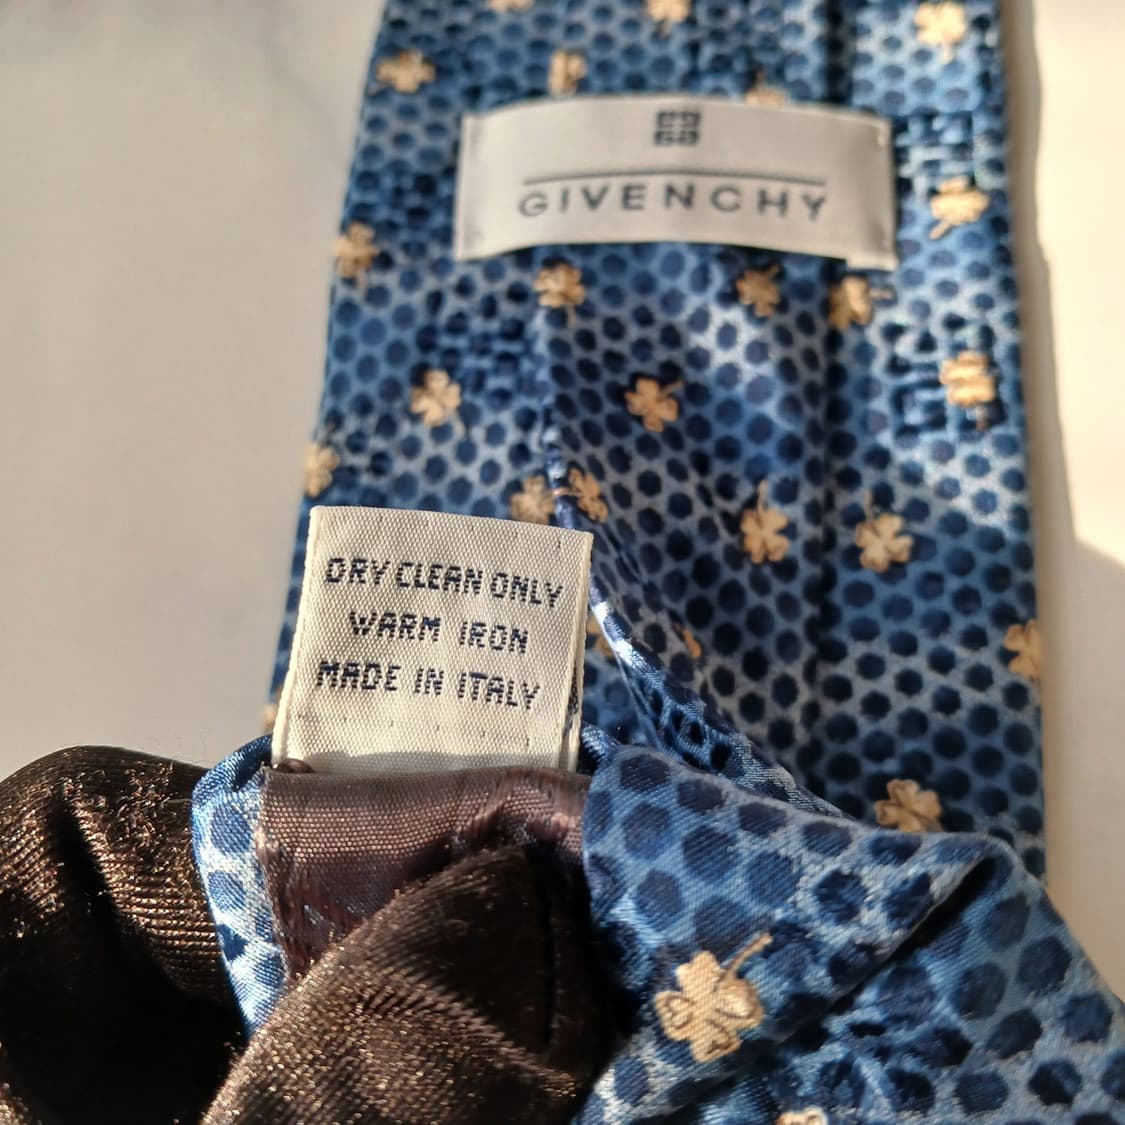 GIVENCHY
DRY CLEAN ONLY
WARM IRON
MADE IN ITALY